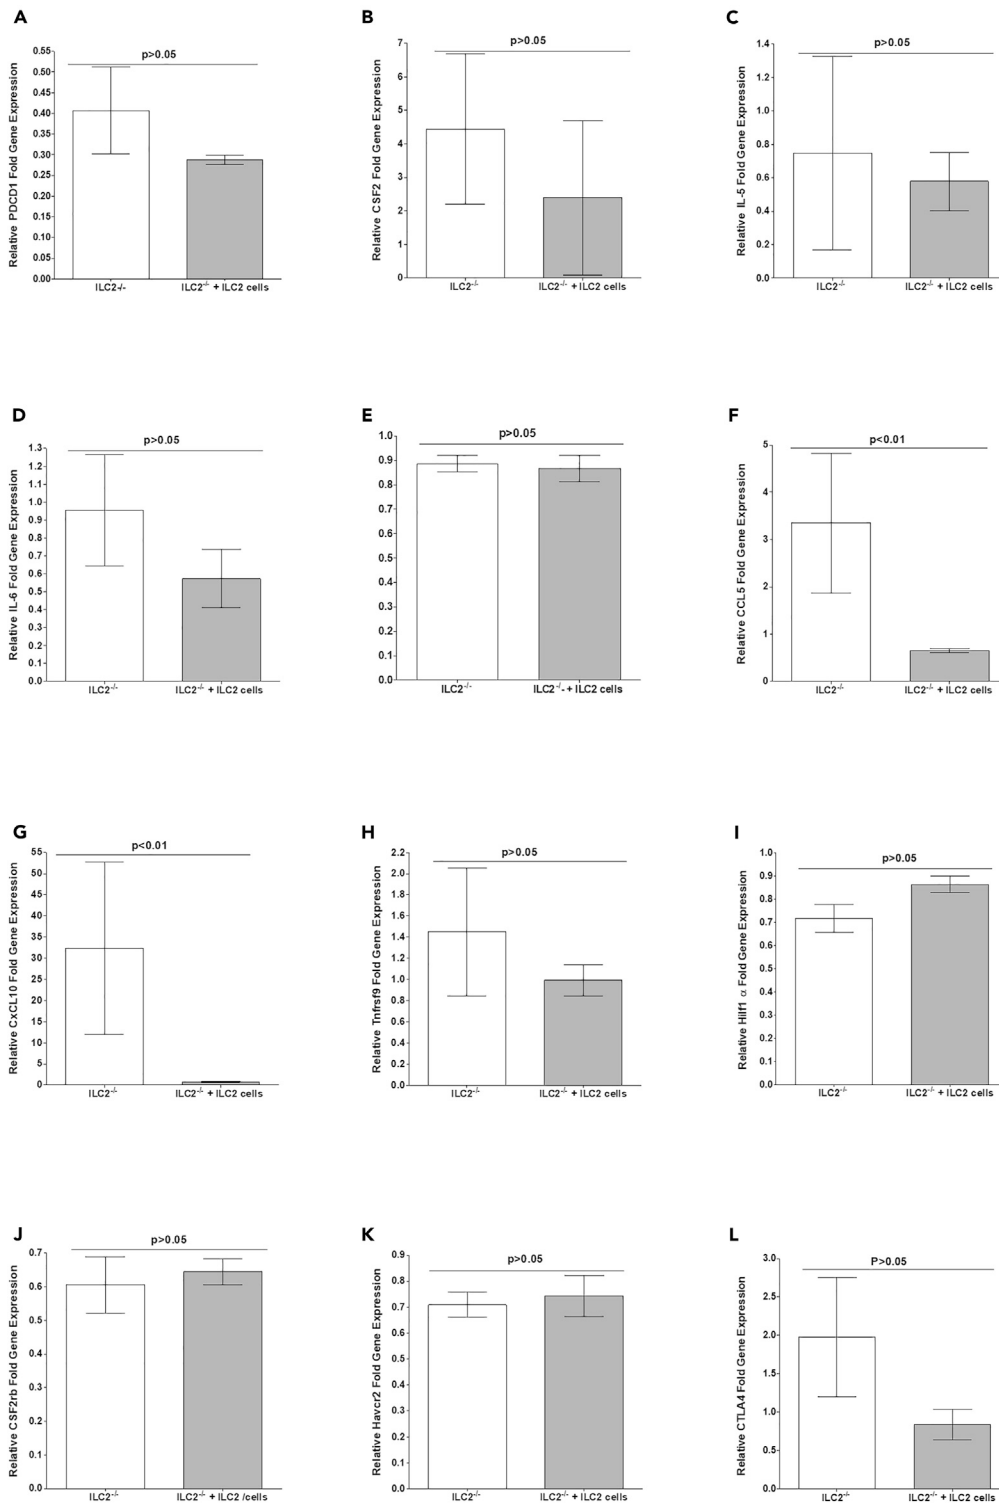 A
B
C
p>0.05
p>0.05
p>0.05
Relative PDCD1 Fold Gene Expression
0.55
0.50
0.45
0.40
0.35
0.30
0.25
0.20
0.15
0.10
0.05
0.00
ILC2-/-
ILC2-/- + ILC2 cells
Relative CSF2 Fold Gene Expression
7
6
5
4
3
2
1
0
ILC2-/-
ILC2-/- + ILC2 cells
Relative IL-5 Fold Gene Expression
1.4
1.2
1.0
0.8
0.6
0.4
0.2
0.0
ILC2-/-
ILC2-/- + ILC2 cells
D
E
F
p>0.05
p>0.05
p<0.01
Relative IL-6 Fold Gene Expression
1.3
1.2
1.1
1.0
0.9
0.8
0.7
0.6
0.5
0.4
0.3
0.2
0.1
0.0
ILC2-/-
ILC2-/- + ILC2 cells
1.0
0.9
0.8
0.7
0.6
0.5
0.4
0.3
0.2
0.1
0.0
ILC2-/-
ILC2-/- + ILC2 cells
Relative CCL5 Fold Gene Expression
5
4
3
2
1
0
ILC2-/-
ILC2-/- + ILC2 cells
G
H
I
p<0.01
p>0.05
p>0.05
Relative CxCL10 Fold Gene Expression
55
50
45
40
35
30
25
20
15
10
5
0
ILC2-/-
ILC2-/- + ILC2 cells
Relative Tnfrsf9 Fold Gene Expression
2.2
2.0
1.8
1.6
1.4
1.2
1.0
0.8
0.6
0.4
0.2
0.0
ILC2-/-
ILC2-/- + ILC2 cells
Relative Hilf1 α Fold Gene Expression
1.0
0.9
0.8
0.7
0.6
0.5
0.4
0.3
0.2
0.1
0.0
ILC2-/-
ILC2-/- + ILC2 cells
J
K
L
p>0.05
p>0.05
P>0.05
Relative CSF2rb Fold Gene Expression
0.7
0.6
0.5
0.4
0.3
0.2
0.1
0.0
ILC2-/-
ILC2-/- + ILC2 /cells
Relative Havcr2 Fold Gene Expression
0.9
0.8
0.7
0.6
0.5
0.4
0.3
0.2
0.1
0.0
ILC2-/-
ILC2-/- + ILC2 cells
Relative CTLA4 Fold Gene Expression
3.0
2.5
2.0
1.5
1.0
0.5
0.0
ILC2-/-
ILC2-/- + ILC2 cells